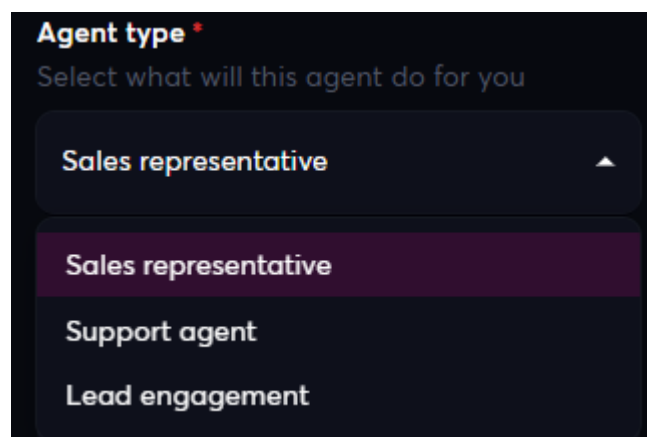 Agent type *
Select what will this agent do for you
Sales representative
Sales representative
Support agent
Lead engagement